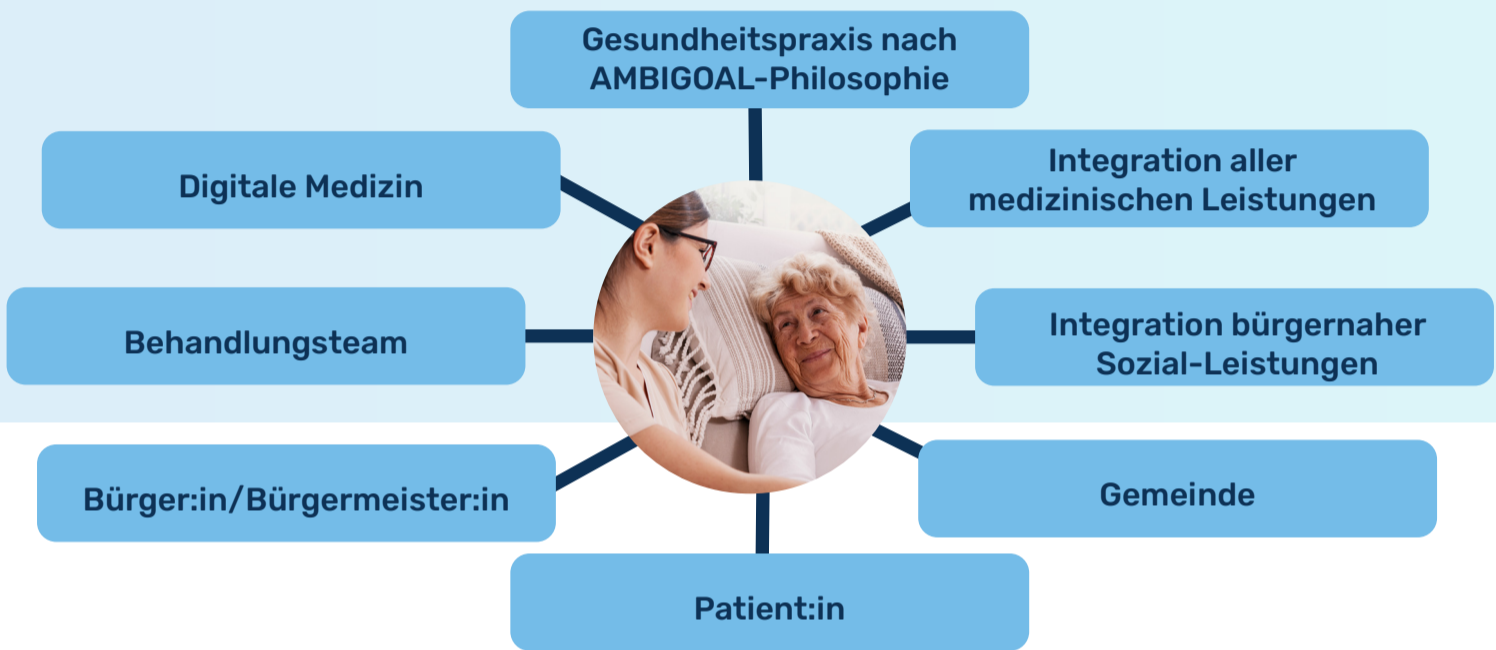 Gesundheitspraxis nach
AMBIGOAL-Philosophie
Digitale Medizin
Integration aller
medizinischen Leistungen
Behandlungsteam
Integration bürgernaher
Sozial-Leistungen
Bürger:in/Bürgermeister:in
Gemeinde
Patient:in